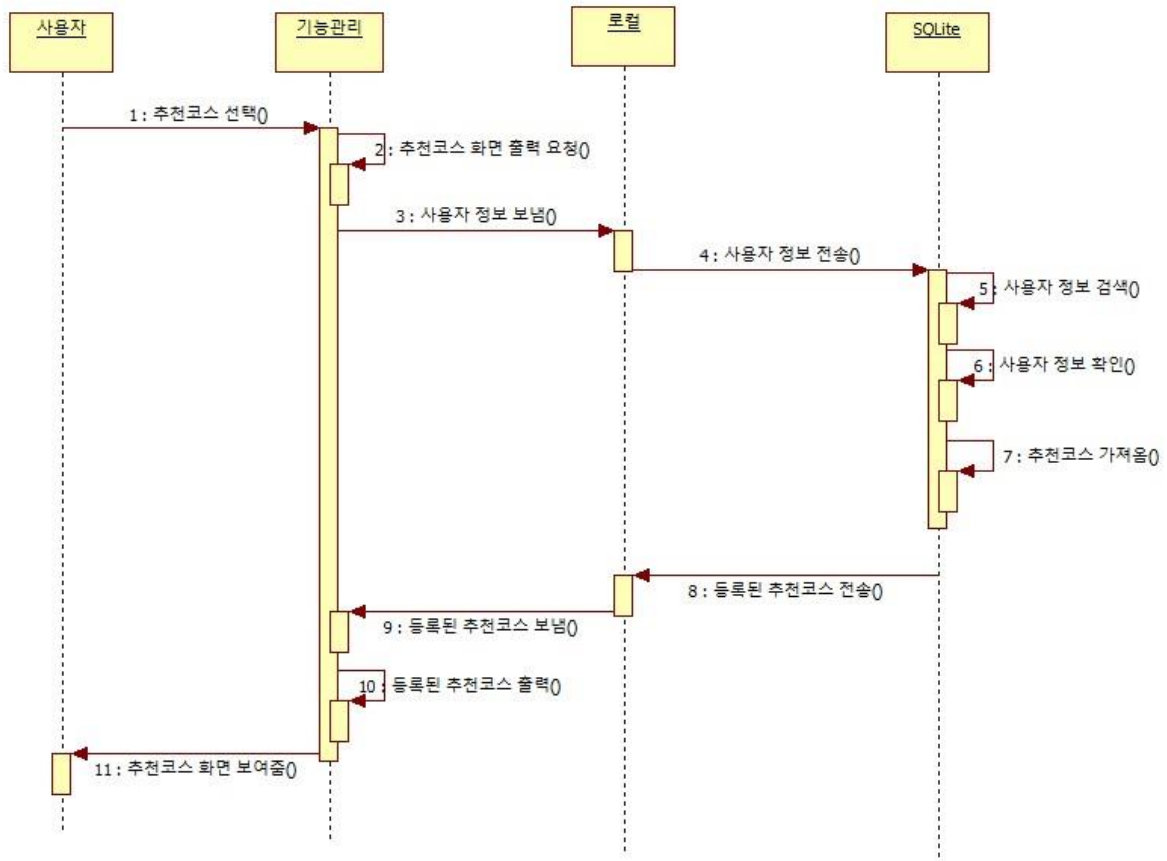 사용자
기능관리
로컬
SQLite
1 : 추천코스 선택()
2 : 추천코스 화면 출력 요청()
3 : 사용자 정보 보냄()
4 : 사용자 정보 전송()
5 : 사용자 정보 검색()
6 : 사용자 정보 확인()
7 : 추천코스 가져옴()
8 : 등록된 추천코스 전송()
9 : 등록된 추천코스 보냄()
10 : 등록된 추천코스 출력()
11 : 추천코스 화면 보여줌()